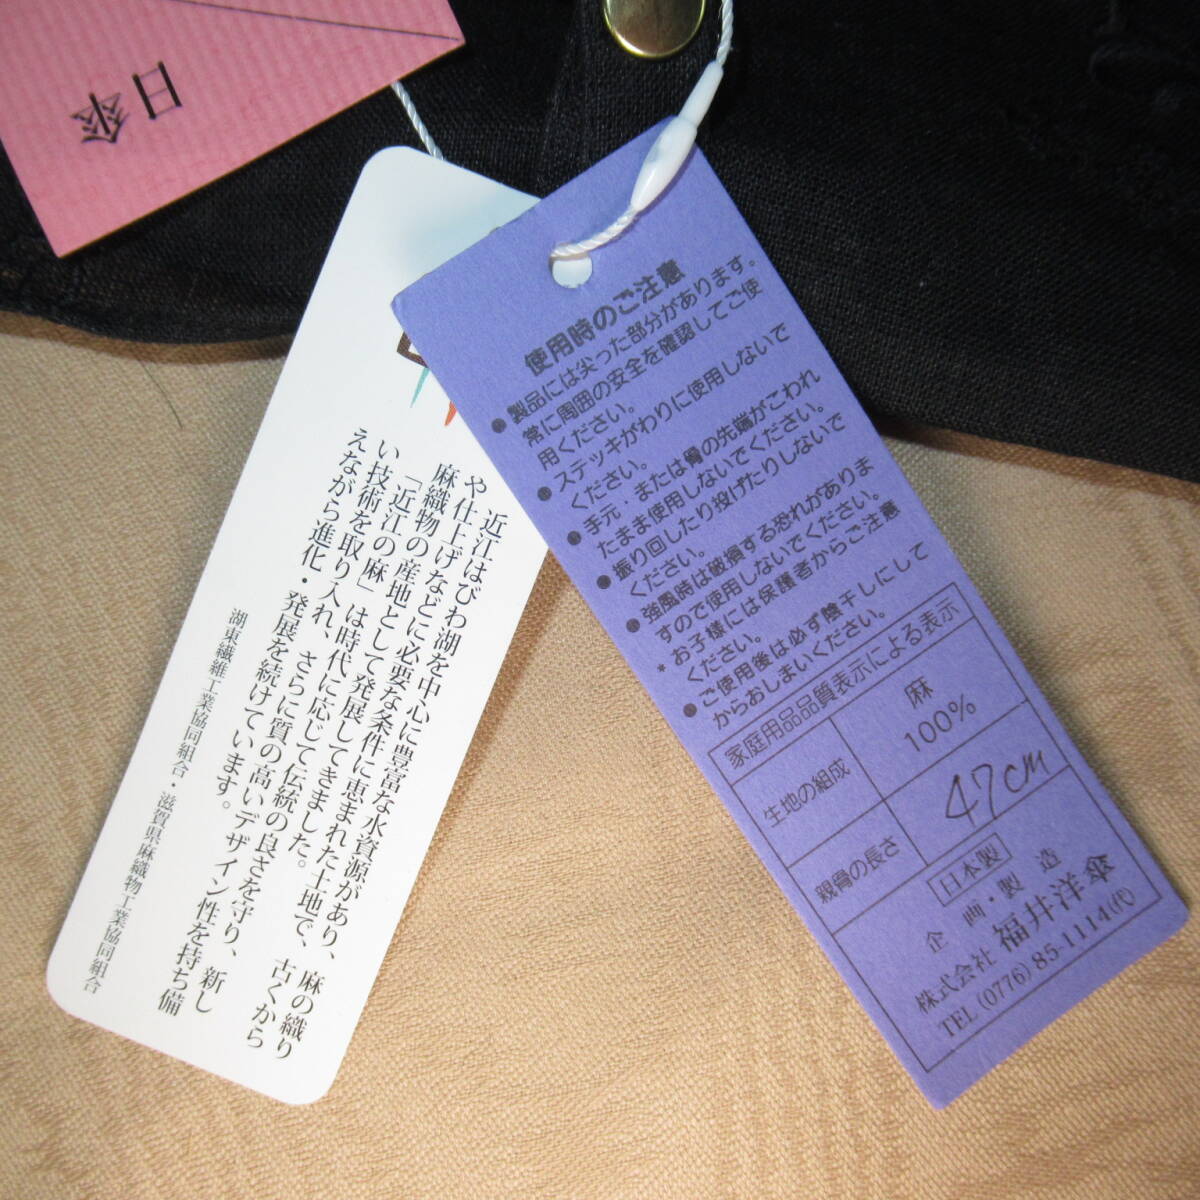 日傘
近江はびわ湖を中心に豊富な水資源があり、麻の織り
や仕上げなどに必要な条件に恵まれた土地で、古くから
麻織物の産地として発展してきました。
「近江の麻」は時代に応じて伝統の良さを守り、新し
い技術を取り入れ、さらに質の高いデザイン性を持ち備
えながら進化・発展を続けています。
湖東繊維工業協同組合・滋賀県麻織物工業協同組合
使用時のご注意
●製品には尖った部分があります。
常に周囲の安全を確認してご使
用ください。
●ステッキがわりに使用しないで
ください。
●手元、または骨の先端がこわれ
たまま使用しないでください。
●振り回したり投げたりしないで
ください。
●強風時は破損する恐れがありま
すので使用しないでください。
*お子様には保護者からご注意
ください。
●ご使用後は必ず陰干しにして
からおしまいください。
家庭用品品質表示による表示
生地の組成 麻 100%
親骨の長さ 47cm
日本製
企画・製造
株式会社 福井洋傘
TEL (0776) 85-1114(代)